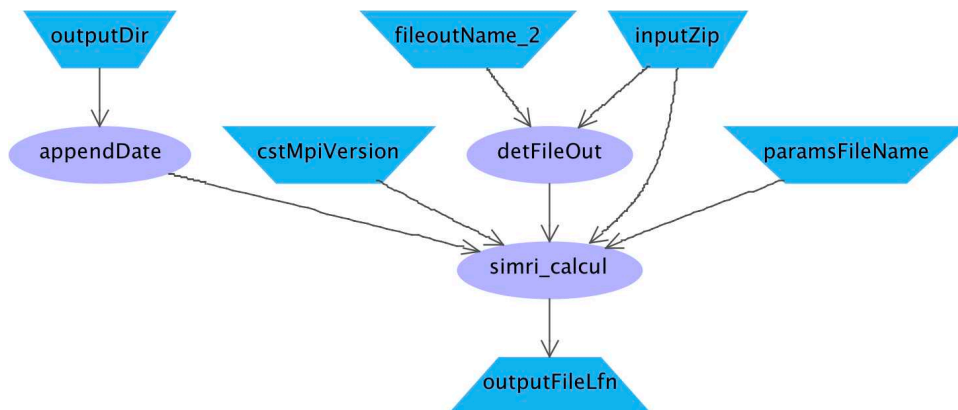 outputDir
fileoutName_2
inputZip
appendDate
cstMpiVersion
detFileOut
paramsFileName
simri_calcul
outputFileLfn